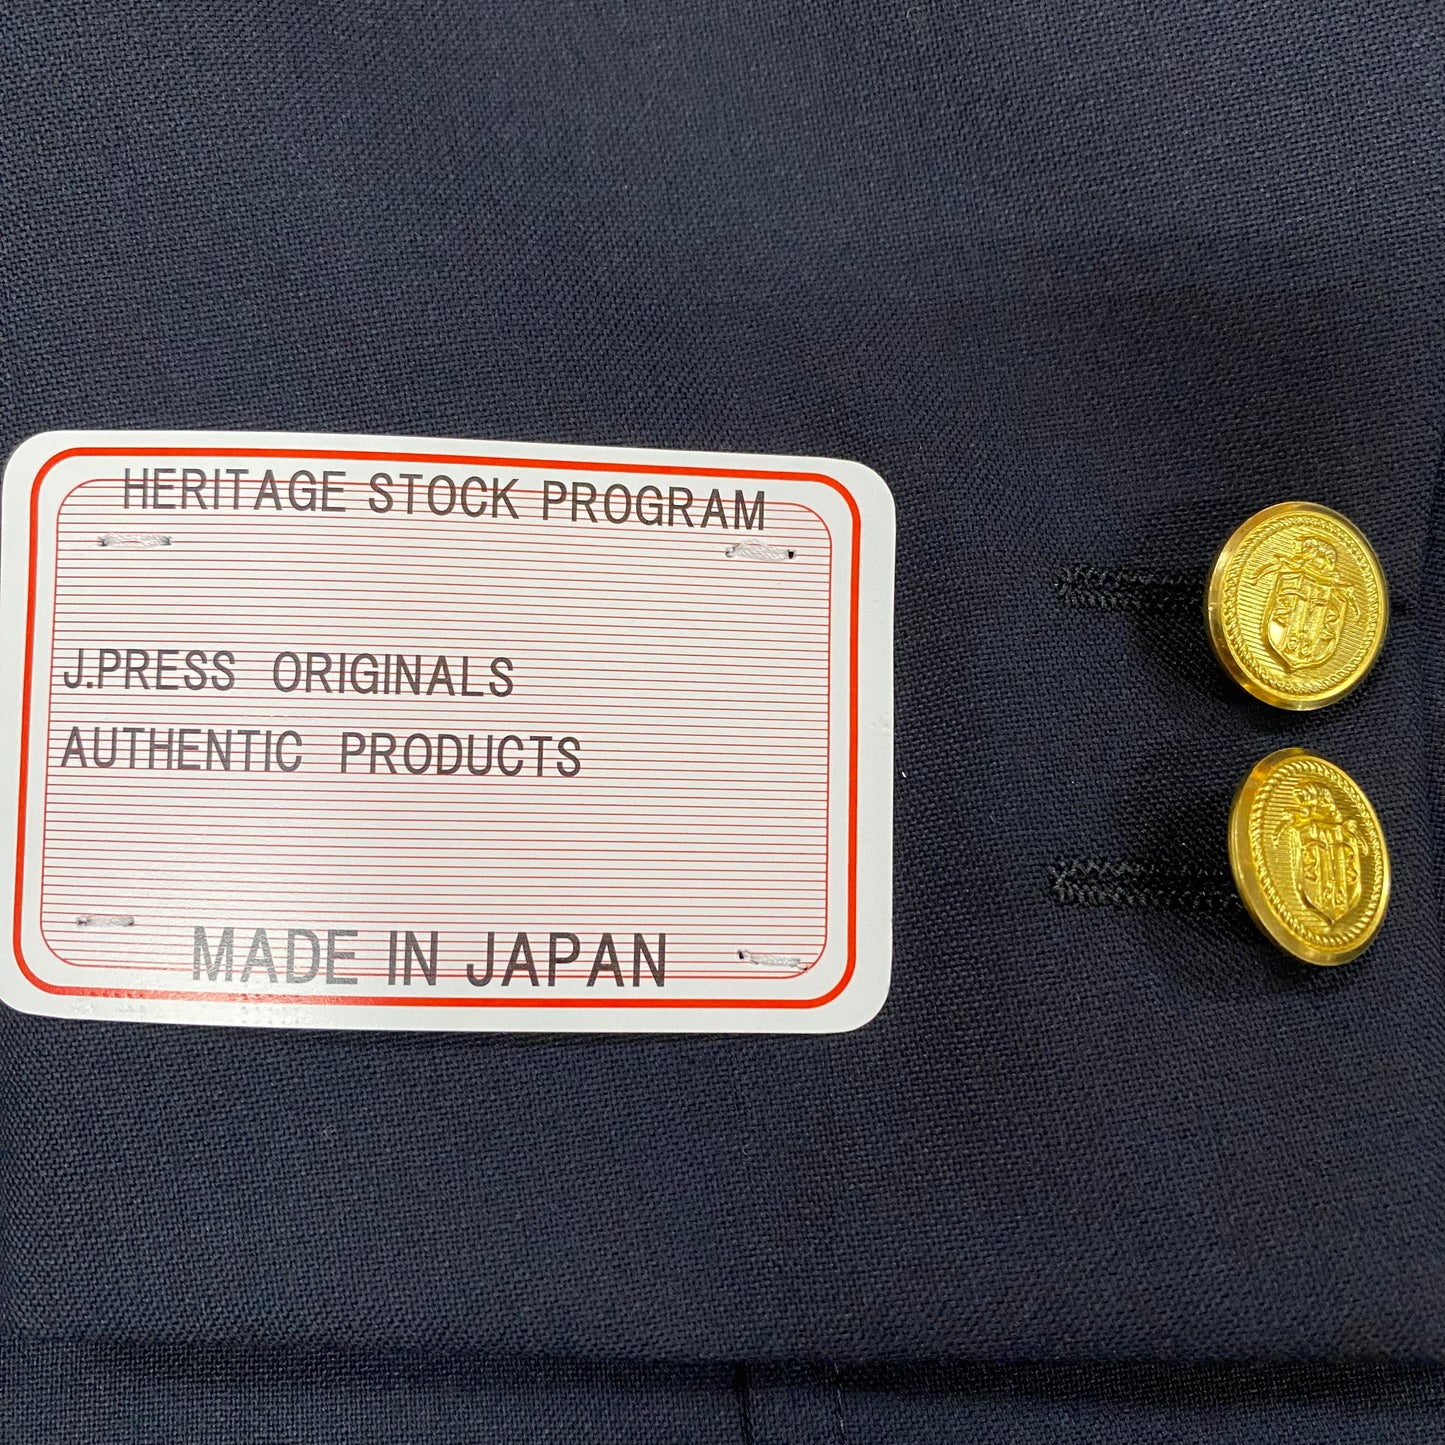 HERITAGE STOCK PROGRAM
J.PRESS ORIGINALS
AUTHENTIC PRODUCTS
MADE IN JAPAN